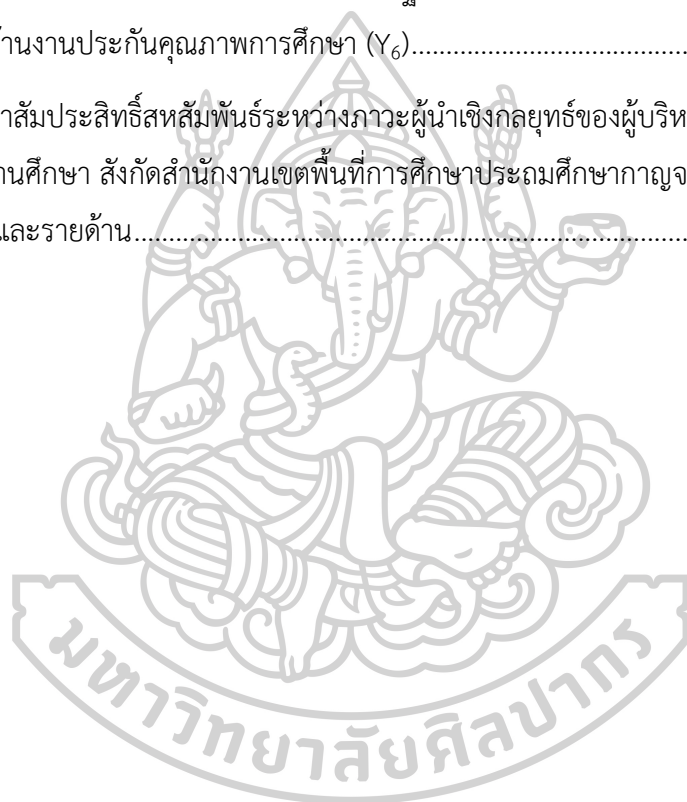 ้านงานประกันคุณภาพการศึกษา (Y₆)........................................
าสัมประสิทธิ์สหสัมพันธ์ระหว่างภาวะผู้นำเชิงกลยุทธ์ของผู้บริห
านศึกษา สังกัดสำนักงานเขตพื้นที่การศึกษาประถมศึกษากาญจ
และรายด้าน................................................................................
มหาวิทยาลัยศิลปากร